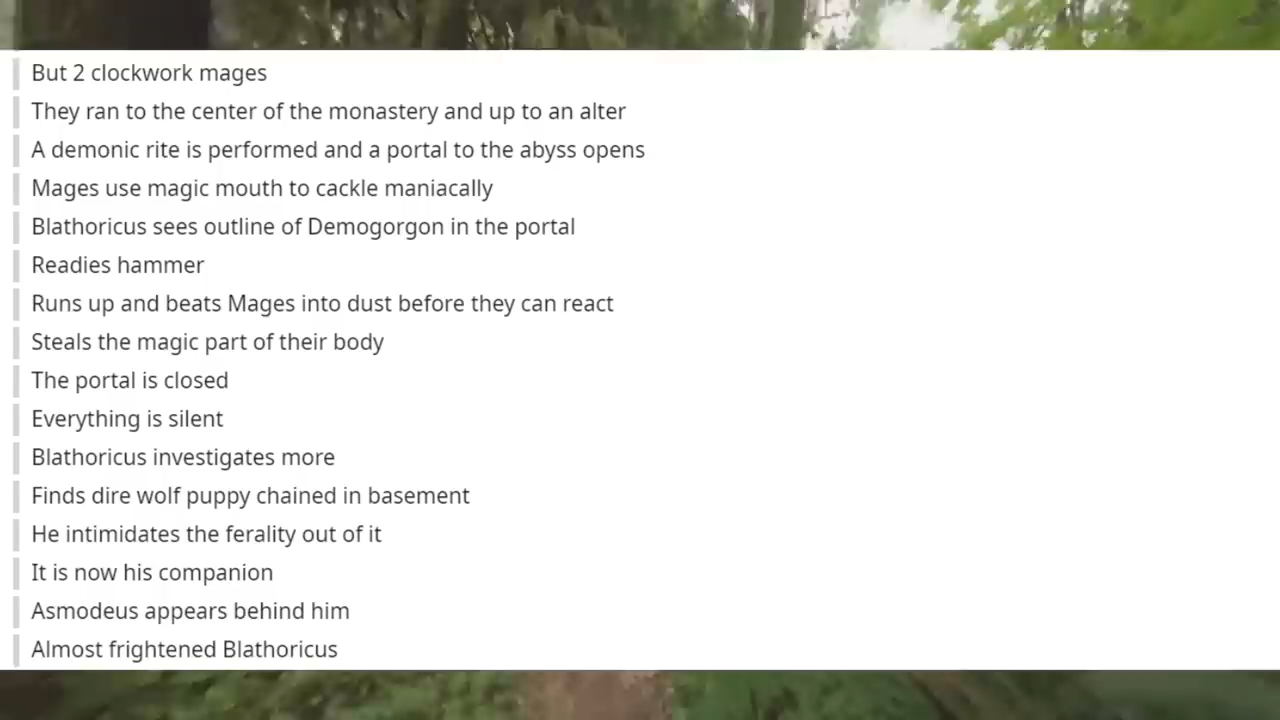 But 2 clockwork mages
They ran to the center of the monastery and up to an alter
A demonic rite is performed and a portal to the abyss opens
Mages use magic mouth to cackle maniacally
Blathoricus sees outline of Demogorgon in the portal
Readies hammer
Runs up and beats Mages into dust before they can react
Steals the magic part of their body
The portal is closed
Everything is silent
Blathoricus investigates more
Finds dire wolf puppy chained in basement
He intimidates the ferality out of it
It is now his companion
Asmodeus appears behind him
Almost frightened Blathoricus